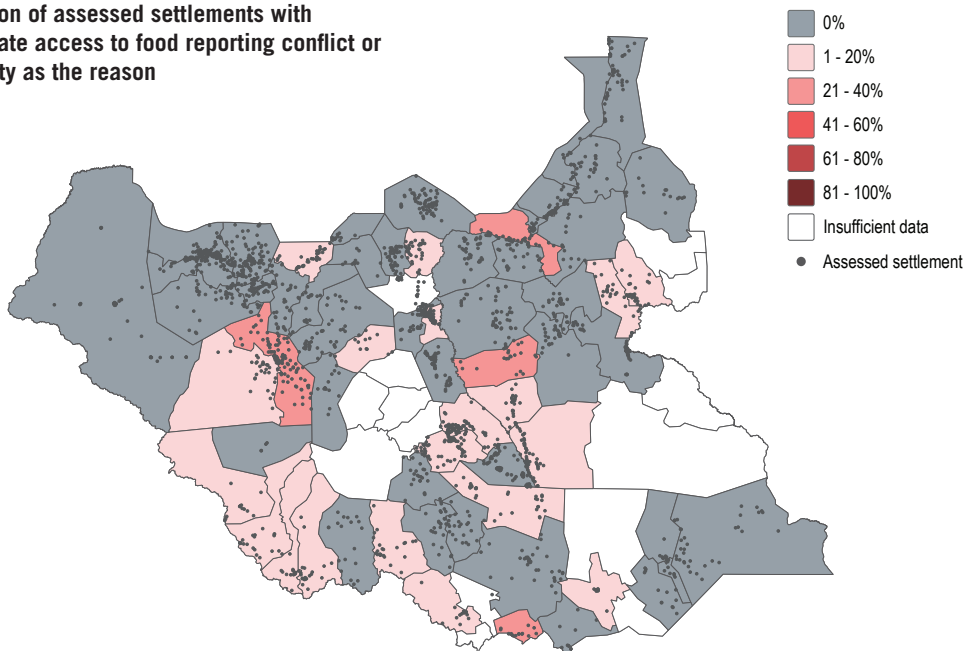 on of assessed settlements with
ate access to food reporting conflict or
ty as the reason
0%
1 - 20%
21 - 40%
41 - 60%
61 - 80%
81 - 100%
Insufficient data
Assessed settlement